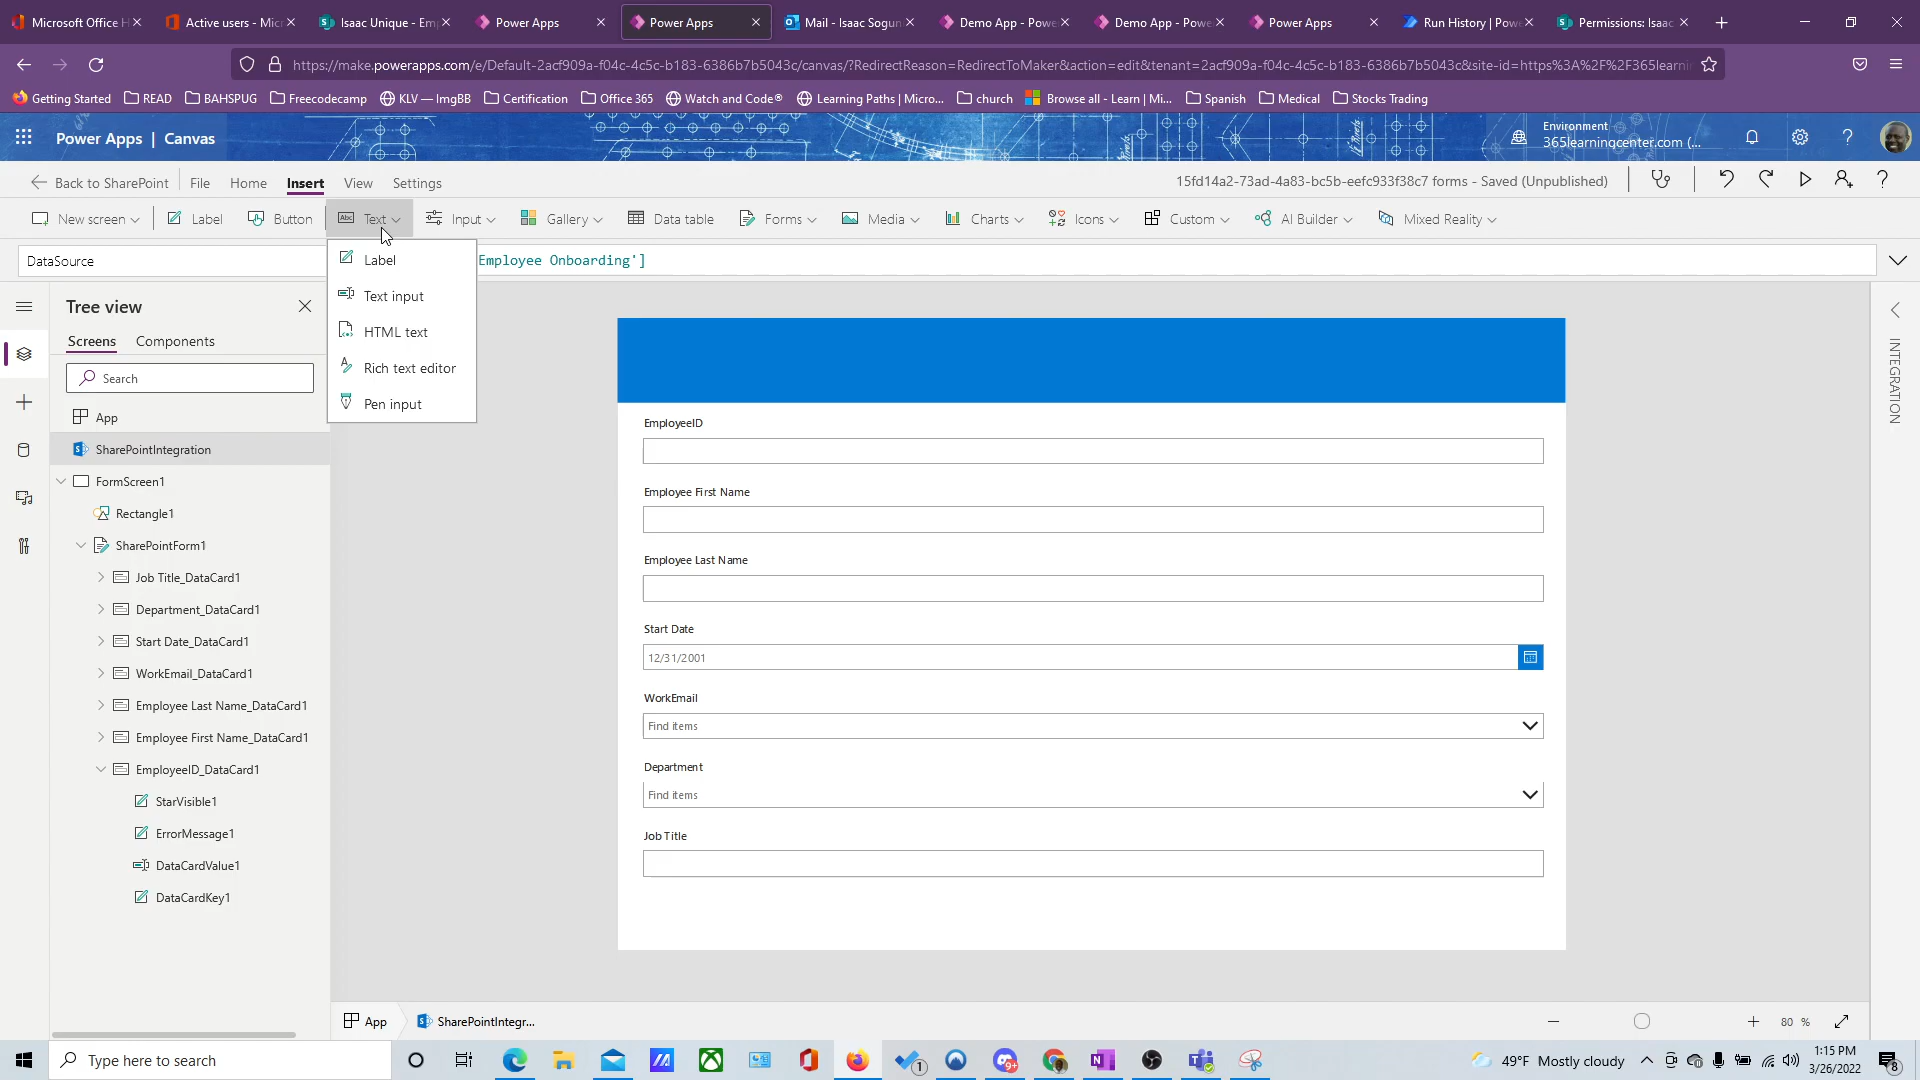 Microsoft Office H
Active users - Micr
Isaac Unique - Emp
Power Apps
Power Apps
Mail - Isaac Sogun
Demo App - Power
Demo App - Power
Power Apps
Run History | Powe
Permissions: Isaac
https://make.powerapps.com/e/Default-2acf909a-f04c-4c5c-b183-6386b7b5043c/canvas/?RedirectReason=RedirectToMaker&action=edit&tenant=2acf909a-f04c-4c5c-b183-6386b7b5043c&site-id=https%3A%2F%2F365learni
Getting Started
READ
BAHSPUG
Freecodecamp
KLV — ImgBB
Certification
Office 365
Watch and Code®
Learning Paths | Micro...
church
Browse all - Learn | Mi...
Spanish
Medical
Stocks Trading
Power Apps | Canvas
Environment
365learningcenter.com (...
Back to SharePoint
File
Home
Insert
View
Settings
15fd14a2-73ad-4a83-bc5b-eefc933f38c7 forms - Saved (Unpublished)
New screen
Label
Button
Abc Text
Input
Gallery
Data table
Forms
Media
Charts
Icons
Custom
AI Builder
Mixed Reality
DataSource
Employee Onboarding']
Label
Text input
HTML text
Rich text editor
Pen input
Tree view
Screens
Components
Search
App
SharePointIntegration
FormScreen1
Rectangle1
SharePointForm1
Job Title_DataCard1
Department_DataCard1
Start Date_DataCard1
WorkEmail_DataCard1
Employee Last Name_DataCard1
Employee First Name_DataCard1
EmployeeID_DataCard1
StarVisible1
ErrorMessage1
DataCardValue1
DataCardKey1
EmployeeID
Employee First Name
Employee Last Name
Start Date
12/31/2001
WorkEmail
Find items
Department
Find items
Job Title
INTEGRATION
App
SharePointIntegr...
80 %
Type here to search
1
9+
49°F Mostly cloudy
1:15 PM
3/26/2022
8